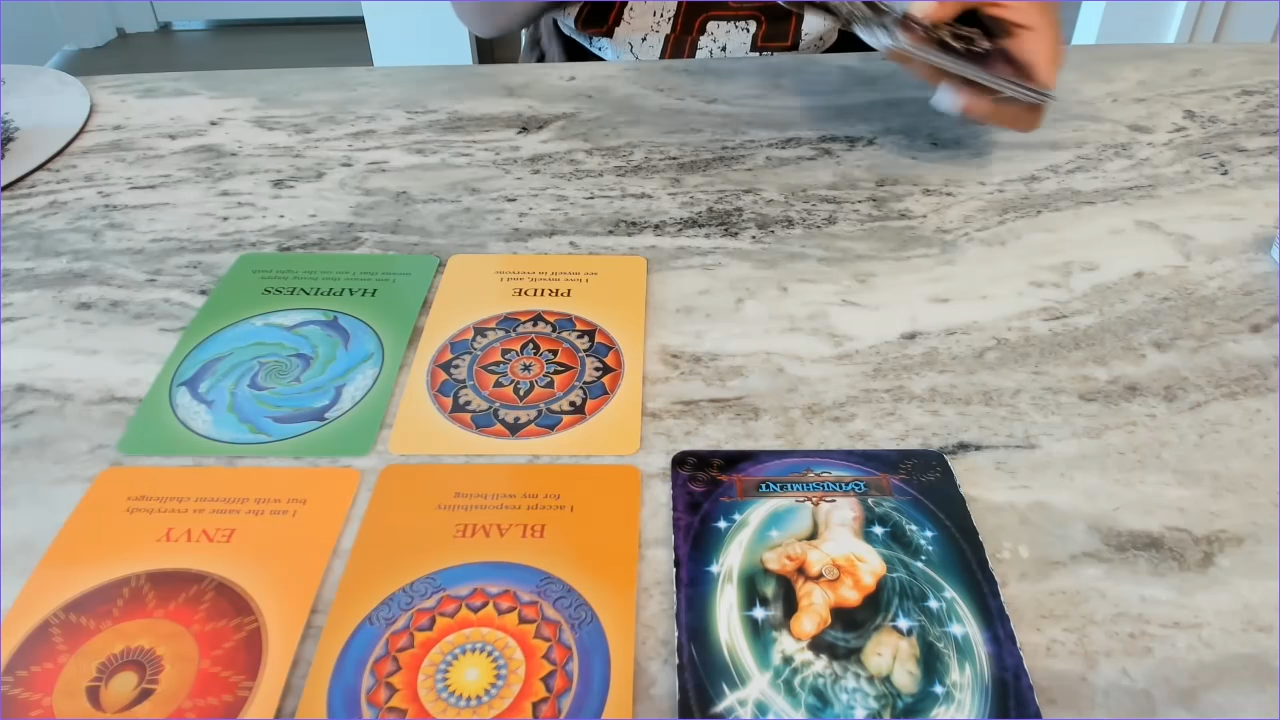 HAPPINESS
I am aware that being happy
means that I am on the right path
PRIDE
I love myself, and I
see myself in everyone
ENVY
I am the same as everybody
but with different challenges
BLAME
I accept responsibility
for my well-being
BANISHMENT